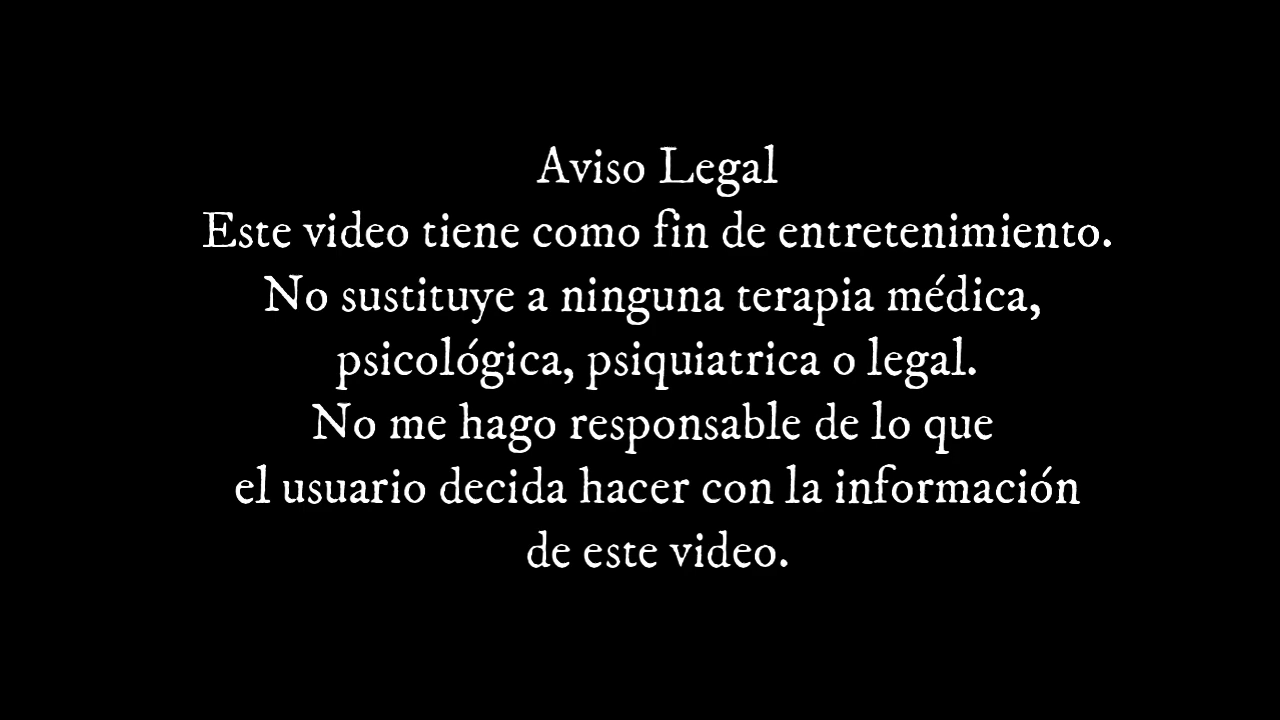 Aviso Legal
Este video tiene como fin de entretenimiento.
No sustituye a ninguna terapia médica,
psicológica, psiquiatrica o legal.
No me hago responsable de lo que
el usuario decida hacer con la información
de este video.